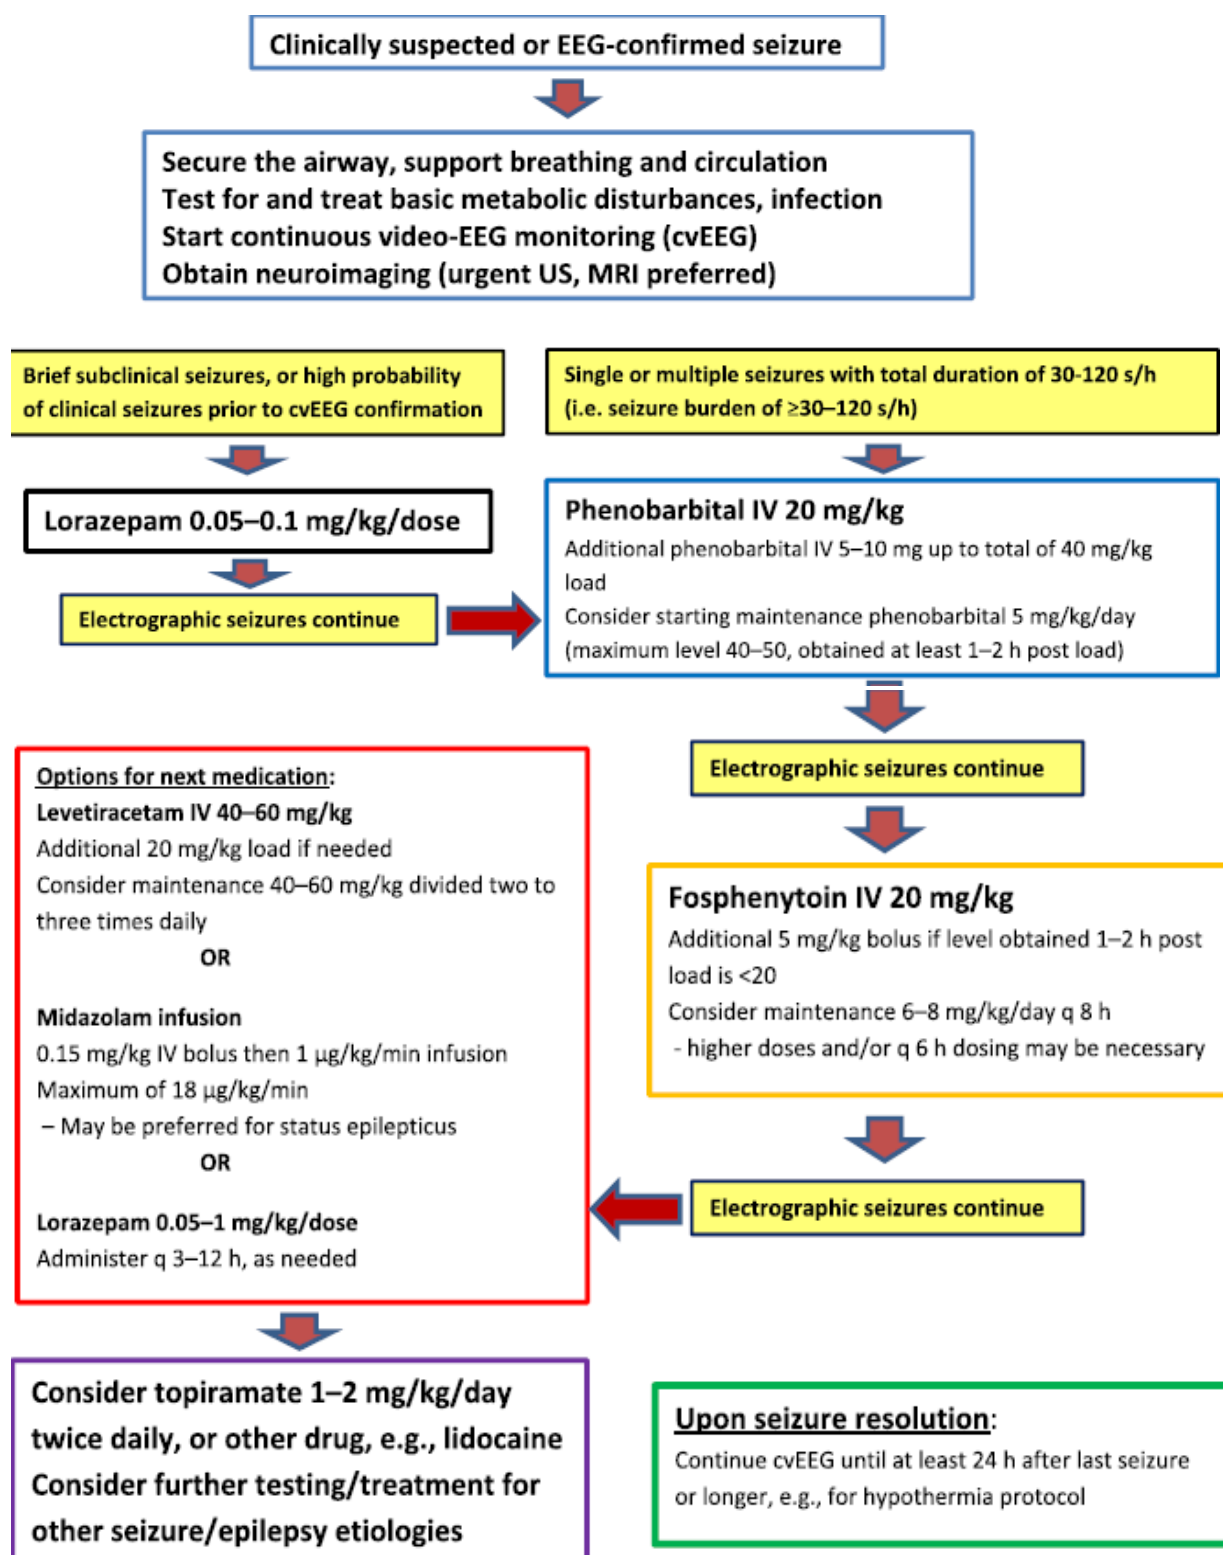 Clinically suspected or EEG-confirmed seizure
Secure the airway, support breathing and circulation
Test for and treat basic metabolic disturbances, infection
Start continuous video-EEG monitoring (cvEEG)
Obtain neuroimaging (urgent US, MRI preferred)
Brief subclinical seizures, or high probability
of clinical seizures prior to cvEEG confirmation
Single or multiple seizures with total duration of 30-120 s/h
(i.e. seizure burden of ≥30–120 s/h)
Lorazepam 0.05–0.1 mg/kg/dose
Electrographic seizures continue
Phenobarbital IV 20 mg/kg
Additional phenobarbital IV 5–10 mg up to total of 40 mg/kg
load
Consider starting maintenance phenobarbital 5 mg/kg/day
(maximum level 40–50, obtained at least 1–2 h post load)
Electrographic seizures continue
Fosphenytoin IV 20 mg/kg
Additional 5 mg/kg bolus if level obtained 1–2 h post
load is <20
Consider maintenance 6–8 mg/kg/day q 8 h
- higher doses and/or q 6 h dosing may be necessary
Electrographic seizures continue
Options for next medication:
Levetiracetam IV 40–60 mg/kg
Additional 20 mg/kg load if needed
Consider maintenance 40–60 mg/kg divided two to
three times daily
OR
Midazolam infusion
0.15 mg/kg IV bolus then 1 µg/kg/min infusion
Maximum of 18 µg/kg/min
– May be preferred for status epilepticus
OR
Lorazepam 0.05–1 mg/kg/dose
Administer q 3–12 h, as needed
Consider topiramate 1–2 mg/kg/day
twice daily, or other drug, e.g., lidocaine
Consider further testing/treatment for
other seizure/epilepsy etiologies
Upon seizure resolution:
Continue cvEEG until at least 24 h after last seizure
or longer, e.g., for hypothermia protocol